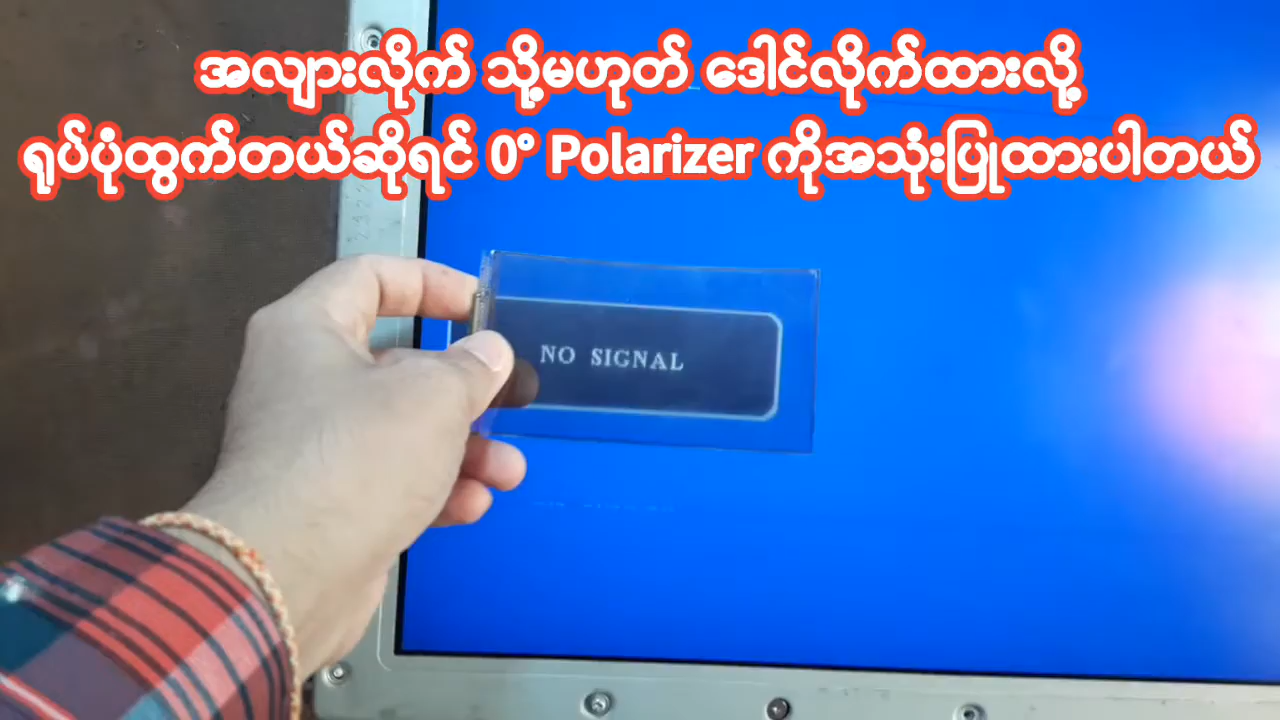 အလျားလိုက် သို့မဟုတ် ဒေါင်လိုက်ထားလို့
ရုပ်ပုံထွက်တယ်ဆိုရင် 0° Polarizer ကိုအသုံးပြုထားပါတယ်
NO SIGNAL